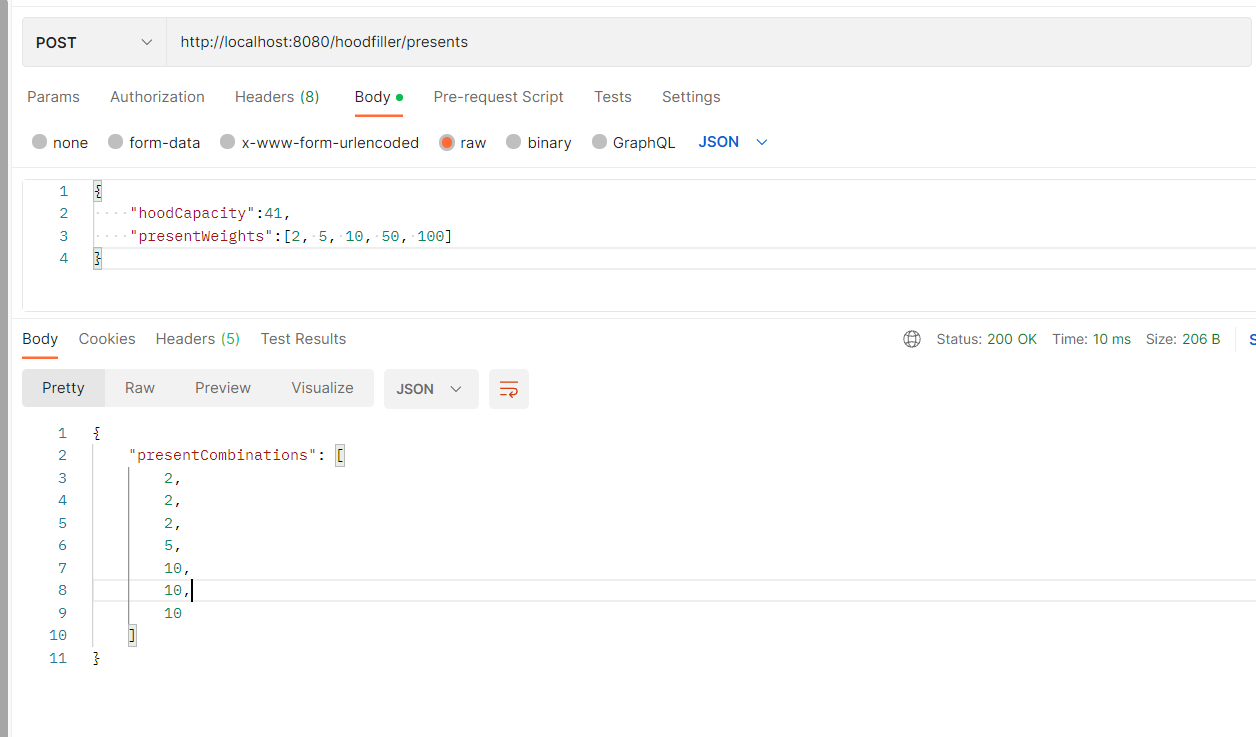 POST http://localhost:8080/hoodfiller/presents
Params Authorization Headers (8) Body Pre-request Script Tests Settings
none form-data x-www-form-urlencoded raw binary GraphQL JSON
1 {
2 "hoodCapacity":41,
3 "presentWeights":[2, 5, 10, 50, 100]
4 }
Body Cookies Headers (5) Test Results Status: 200 OK Time: 10 ms Size: 206 B S
Pretty Raw Preview Visualize JSON
1 {
2 "presentCombinations": [
3 2,
4 2,
5 2,
6 5,
7 10,
8 10,
9 10
10 ]
11 }